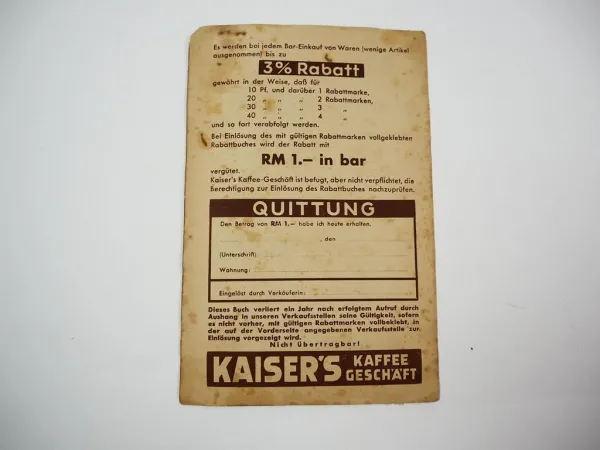 Es werden bei jedem Bar-Einkauf von Waren (wenige Artikel
ausgenommen) bis zu
3% Rabatt
gewährt in der Weise, daß für
10 Pf. und darüber 1 Rabattmarke,
20 „ „ „ 2 Rabattmarken,
30 „ „ „ 3 „
40 „ „ „ 4 „
und so fort verabfolgt werden.
Bei Einlösung des mit gültigen Rabattmarken vollgeklebten
Rabattbuches wird der Rabatt mit
RM 1.– in bar
vergütet.
Kaiser's Kaffee-Geschäft ist befugt, aber nicht verpflichtet, die
Berechtigung zur Einlösung des Rabattbuches nachzuprüfen.
QUITTUNG
Den Betrag von RM 1.– habe ich heute erhalten.
, den
(Unterschrift)
Wohnung:
Eingelöst durch Verkäuferin:
Dieses Buch verliert ein Jahr nach erfolgtem Aufruf durch
Aushang in unseren Verkaufsstellen seine Gültigkeit, sofern
es nicht vorher, mit gültigen Rabattmarken vollbeklebt, in
der auf der Vorderseite angegebenen Verkaufsstelle zur
Einlösung vorgezeigt wird.
Nicht Übertragbar!
KAISER'S KAFFEE
GESCHÄFT